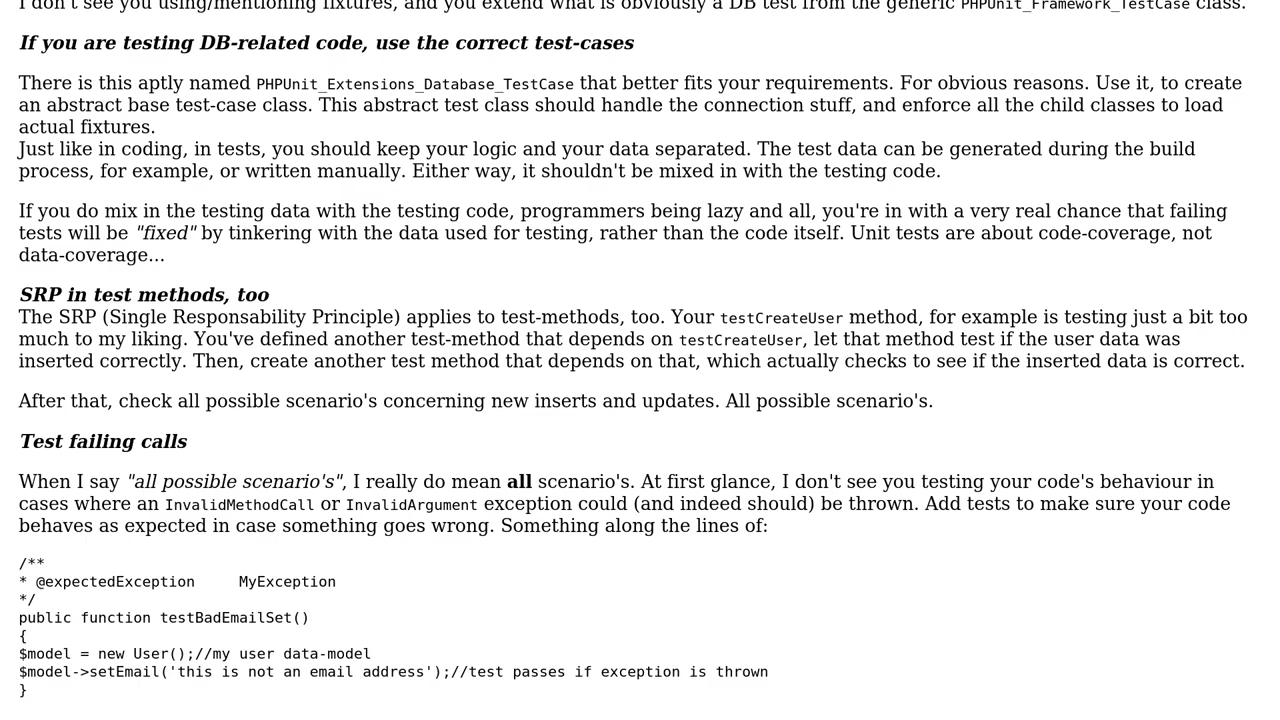 I don't see you using/mentioning fixtures, and you extend what is obviously a DB test from the generic PHPUnit_Framework_TestCase class.
If you are testing DB-related code, use the correct test-cases
There is this aptly named PHPUnit_Extensions_Database_TestCase that better fits your requirements. For obvious reasons. Use it, to create
an abstract base test-case class. This abstract test class should handle the connection stuff, and enforce all the child classes to load
actual fixtures.
Just like in coding, in tests, you should keep your logic and your data separated. The test data can be generated during the build
process, for example, or written manually. Either way, it shouldn't be mixed in with the testing code.
If you do mix in the testing data with the testing code, programmers being lazy and all, you're in with a very real chance that failing
tests will be "fixed" by tinkering with the data used for testing, rather than the code itself. Unit tests are about code-coverage, not
data-coverage...
SRP in test methods, too
The SRP (Single Responsability Principle) applies to test-methods, too. Your testCreateUser method, for example is testing just a bit too
much to my liking. You've defined another test-method that depends on testCreateUser, let that method test if the user data was
inserted correctly. Then, create another test method that depends on that, which actually checks to see if the inserted data is correct.
After that, check all possible scenario's concerning new inserts and updates. All possible scenario's.
Test failing calls
When I say "all possible scenario's", I really do mean all scenario's. At first glance, I don't see you testing your code's behaviour in
cases where an InvalidMethodCall or InvalidArgument exception could (and indeed should) be thrown. Add tests to make sure your code
behaves as expected in case something goes wrong. Something along the lines of:
/**
* @expectedException     MyException
*/
public function testBadEmailSet()
{
$model = new User();//my user data-model
$model->setEmail('this is not an email address');//test passes if exception is thrown
}